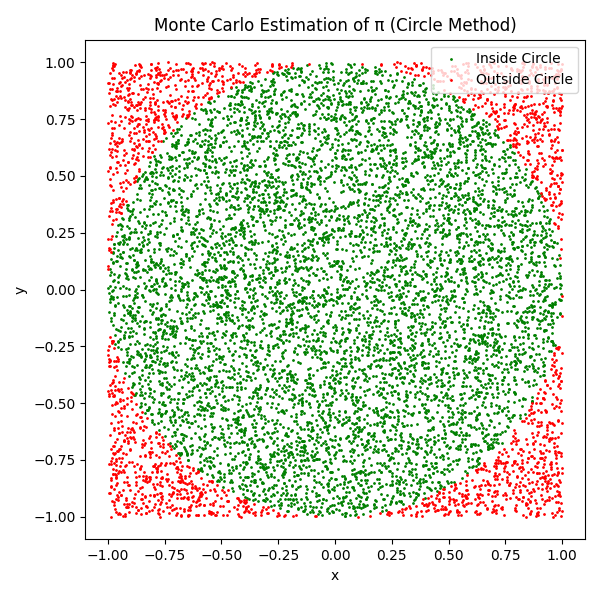 Monte Carlo Estimation of π (Circle Method)
Inside Circle
Outside Circle
1.00
0.75
0.50
0.25
0.00
−0.25
−0.50
−0.75
−1.00
y
−1.00 −0.75 −0.50 −0.25 0.00 0.25 0.50 0.75 1.00
x